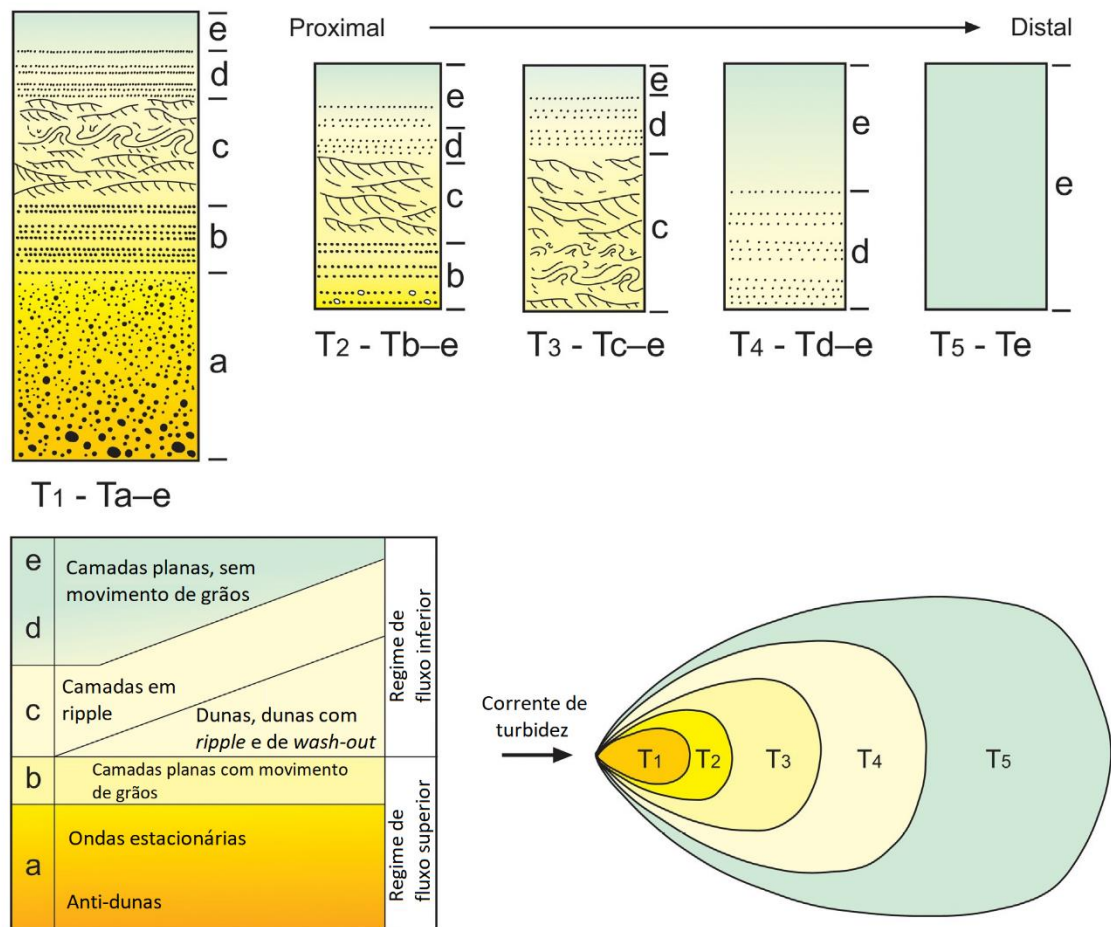 e
d
c
b
a
T1 - Ta–e
Proximal
Distal
e
d
c
b
T2 - Tb–e
e
d
c
T3 - Tc–e
e
d
T4 - Td–e
e
T5 - Te
e
d
c
b
a
Camadas planas, sem
movimento de grãos
Camadas em
ripple
Dunas, dunas com
ripple e de wash-out
Camadas planas com movimento
de grãos
Ondas estacionárias
Anti-dunas
Regime de
fluxo inferior
Regime de
fluxo superior
Corrente de
turbidez
T1
T2
T3
T4
T5